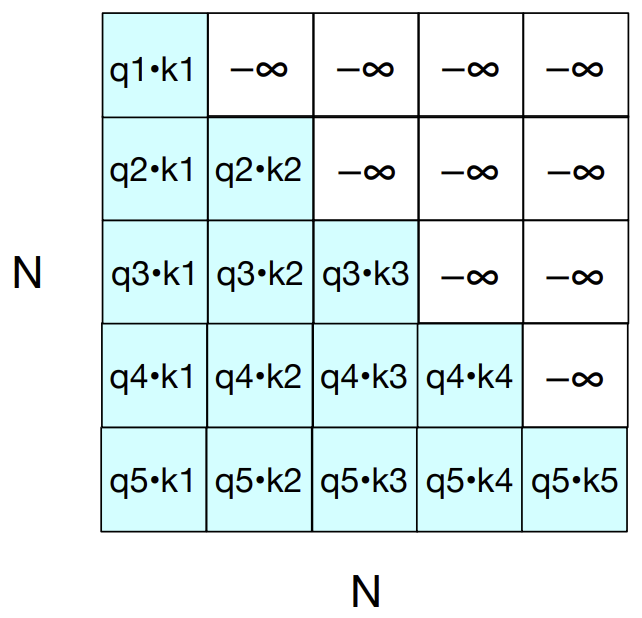 q1•k1 −∞ −∞ −∞ −∞
q2•k1 q2•k2 −∞ −∞ −∞
N q3•k1 q3•k2 q3•k3 −∞ −∞
q4•k1 q4•k2 q4•k3 q4•k4 −∞
q5•k1 q5•k2 q5•k3 q5•k4 q5•k5
N